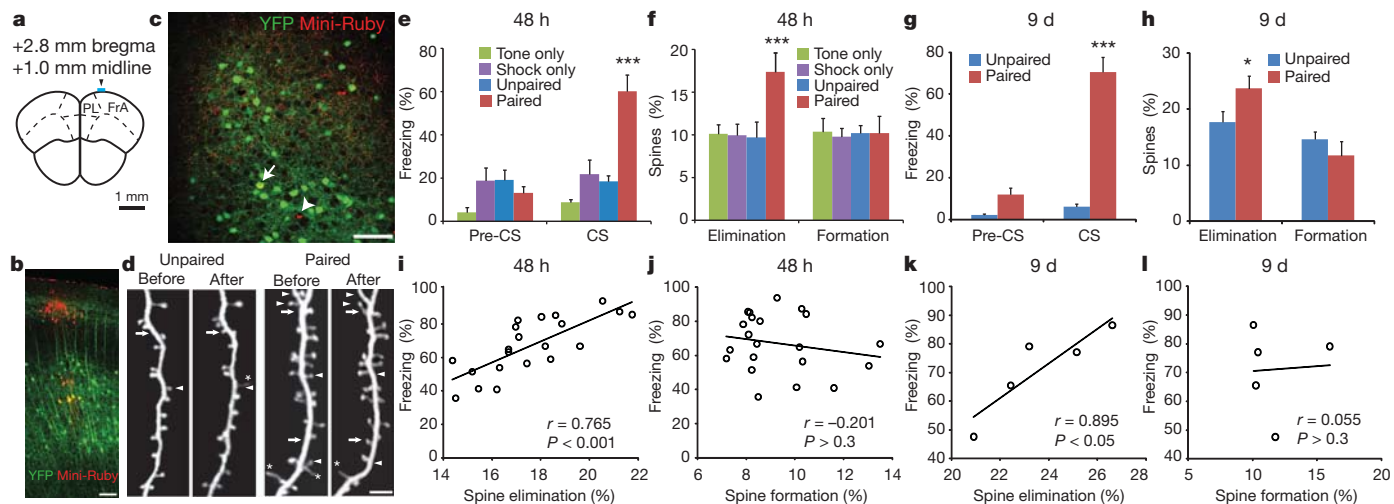 a
+2.8 mm bregma
+1.0 mm midline
PL FrA
1 mm
b
YFP Mini-Ruby
c
YFP Mini-Ruby
d
Unpaired
Before After
Paired
Before After
*
*
*
*
e
48 h
Freezing (%)
80
60
40
20
0
Tone only
Shock only
Unpaired
Paired
***
Pre-CS CS
f
48 h
Spines (%)
20
15
10
5
0
***
Tone only
Shock only
Unpaired
Paired
Elimination Formation
g
9 d
Freezing (%)
80
60
40
20
0
Unpaired
Paired
***
Pre-CS CS
h
9 d
Spines (%)
30
20
10
0
Unpaired
Paired
*
Elimination Formation
i
48 h
Freezing (%)
100
80
60
40
20
0
r = 0.765
P < 0.001
14 16 18 20 22
Spine elimination (%)
j
48 h
Freezing (%)
100
80
60
40
20
0
r = –0.201
P > 0.3
6 8 10 12 14
Spine formation (%)
k
9 d
Freezing (%)
100
90
80
70
60
50
40
r = 0.895
P < 0.05
20 22 24 26 28
Spine elimination (%)
l
9 d
Freezing (%)
100
90
80
70
60
50
40
r = 0.055
P > 0.3
5 10 15 20
Spine formation (%)